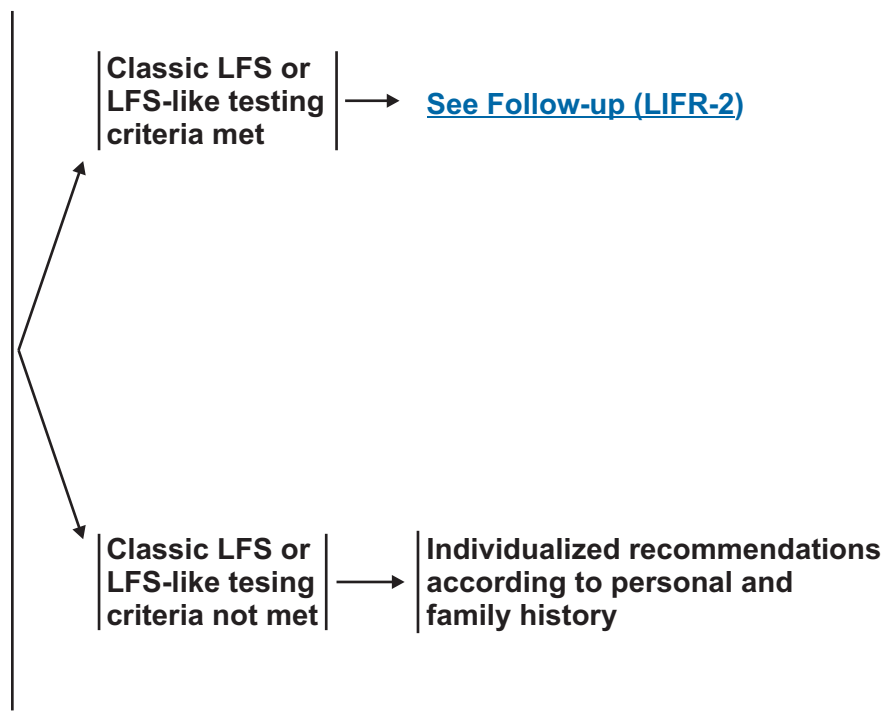 Classic LFS or
LFS-like testing
criteria met
See Follow-up (LIFR-2)
Classic LFS or
LFS-like tesing
criteria not met
Individualized recommendations
according to personal and
family history